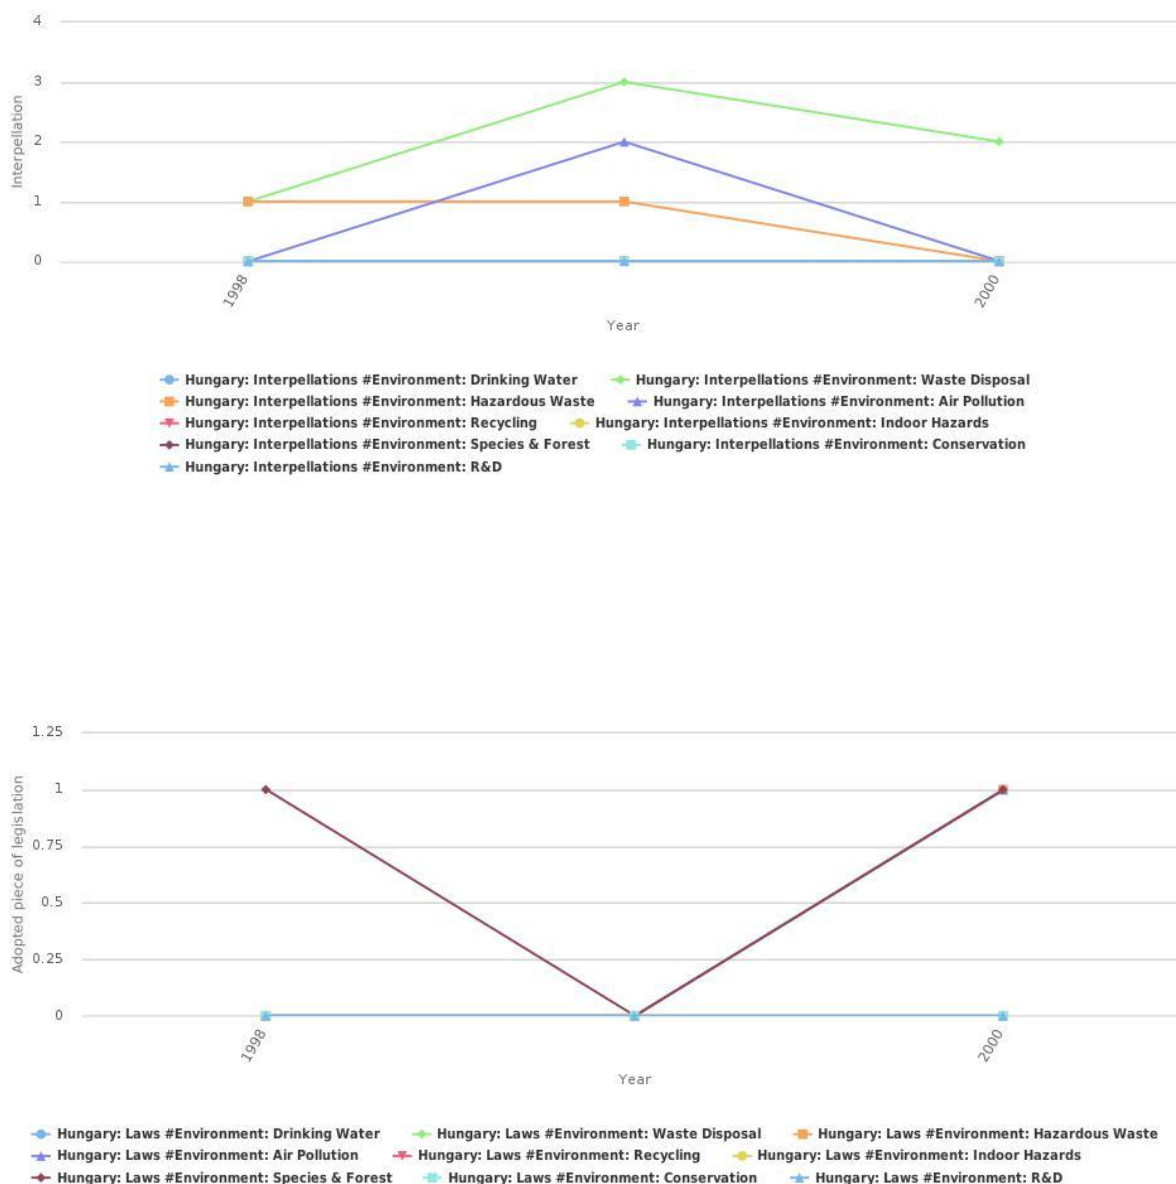 4
3
2
1
0
Interpellation
1998
2000
Year
Hungary: Interpellations #Environment: Drinking Water
Hungary: Interpellations #Environment: Waste Disposal
Hungary: Interpellations #Environment: Hazardous Waste
Hungary: Interpellations #Environment: Air Pollution
Hungary: Interpellations #Environment: Recycling
Hungary: Interpellations #Environment: Indoor Hazards
Hungary: Interpellations #Environment: Species & Forest
Hungary: Interpellations #Environment: Conservation
Hungary: Interpellations #Environment: R&D
1.25
1
0.75
0.5
0.25
0
Adopted piece of legislation
1998
2000
Year
Hungary: Laws #Environment: Drinking Water
Hungary: Laws #Environment: Waste Disposal
Hungary: Laws #Environment: Hazardous Waste
Hungary: Laws #Environment: Air Pollution
Hungary: Laws #Environment: Recycling
Hungary: Laws #Environment: Indoor Hazards
Hungary: Laws #Environment: Species & Forest
Hungary: Laws #Environment: Conservation
Hungary: Laws #Environment: R&D